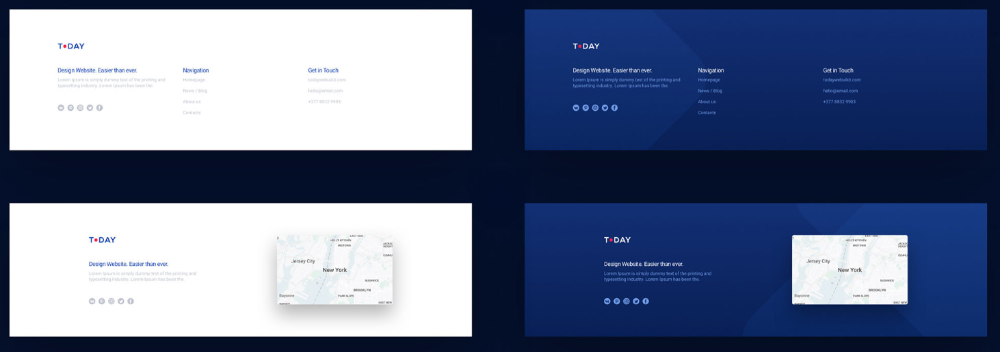 T•DAY
Design Website. Easier than ever.
Lorem Ipsum is simply dummy text of the printing and
typesetting industry. Lorem Ipsum has been the.
Navigation
Homepage
News / Blog
About us
Contacts
Get in Touch
todaywebuikit.com
hello@email.com
+377 8832 9903
T•DAY
Design Website. Easier than ever.
Lorem Ipsum is simply dummy text of the printing and
typesetting industry. Lorem Ipsum has been the.
Navigation
Homepage
News / Blog
About us
Contacts
Get in Touch
todaywebuikit.com
hello@email.com
+377 8832 9903
T•DAY
Design Website. Easier than ever.
Lorem Ipsum is simply dummy text of the printing and
typesetting industry. Lorem Ipsum has been the
EAST SIDE
HELL'S KITCHEN
MIDTOWN
JACKSO
HEIGHT
ELMHU
Jersey City
New York
BUSHWICK
BROOKLYN
Bayonne
PARK SLOPE
EAST NEW
T•DAY
Design Website. Easier than ever.
Lorem Ipsum is simply dummy text of the printing and
typesetting industry. Lorem Ipsum has been the.
EAST SIDE
HELL'S KITCHEN
MIDTOWN
JACKSO
HEIGHT
ELMHU
Jersey City
New York
BUSHWICK
BROOKLYN
Bayonne
PARK SLOPE
EAST NEW